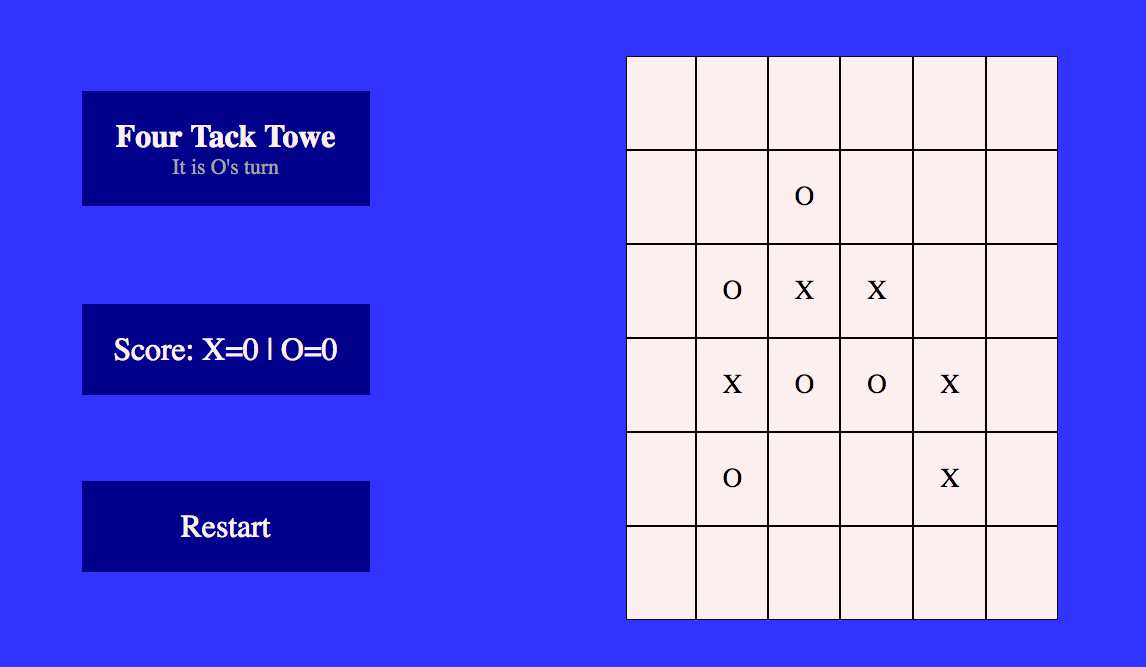 Four Tack Towe
It is O's turn
Score: X=0 | O=0
Restart
O
O X X
X O O X
O X